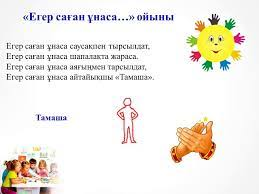 «Егер саған ұнаса…» ойыны
Егер саған ұнаса саусақпен тырсылдат,
Егер саған ұнаса шапалақта жараса.
Егер саған ұнаса аяғыңмен тарсылдат,
Егер саған ұнаса айтайықшы «Тамаша».
Тамаша